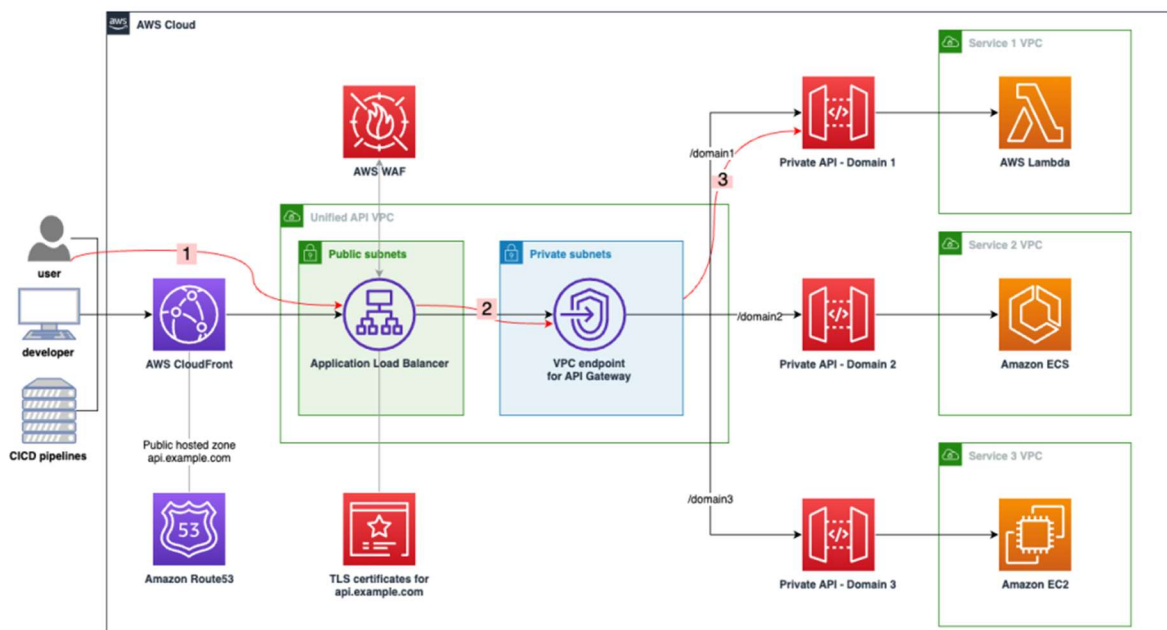 aws
AWS Cloud
Service 1 VPC
AWS WAF
/domain1
Private API - Domain 1
AWS Lambda
3
Unified API VPC
Public subnets
Private subnets
Service 2 VPC
user
1
2
/domain2
developer
AWS CloudFront
Application Load Balancer
VPC endpoint
for API Gateway
Private API - Domain 2
Amazon ECS
CICD pipelines
Public hosted zone
api.example.com
Service 3 VPC
/domain3
53
Amazon Route53
TLS certificates for
api.example.com
Private API - Domain 3
Amazon EC2